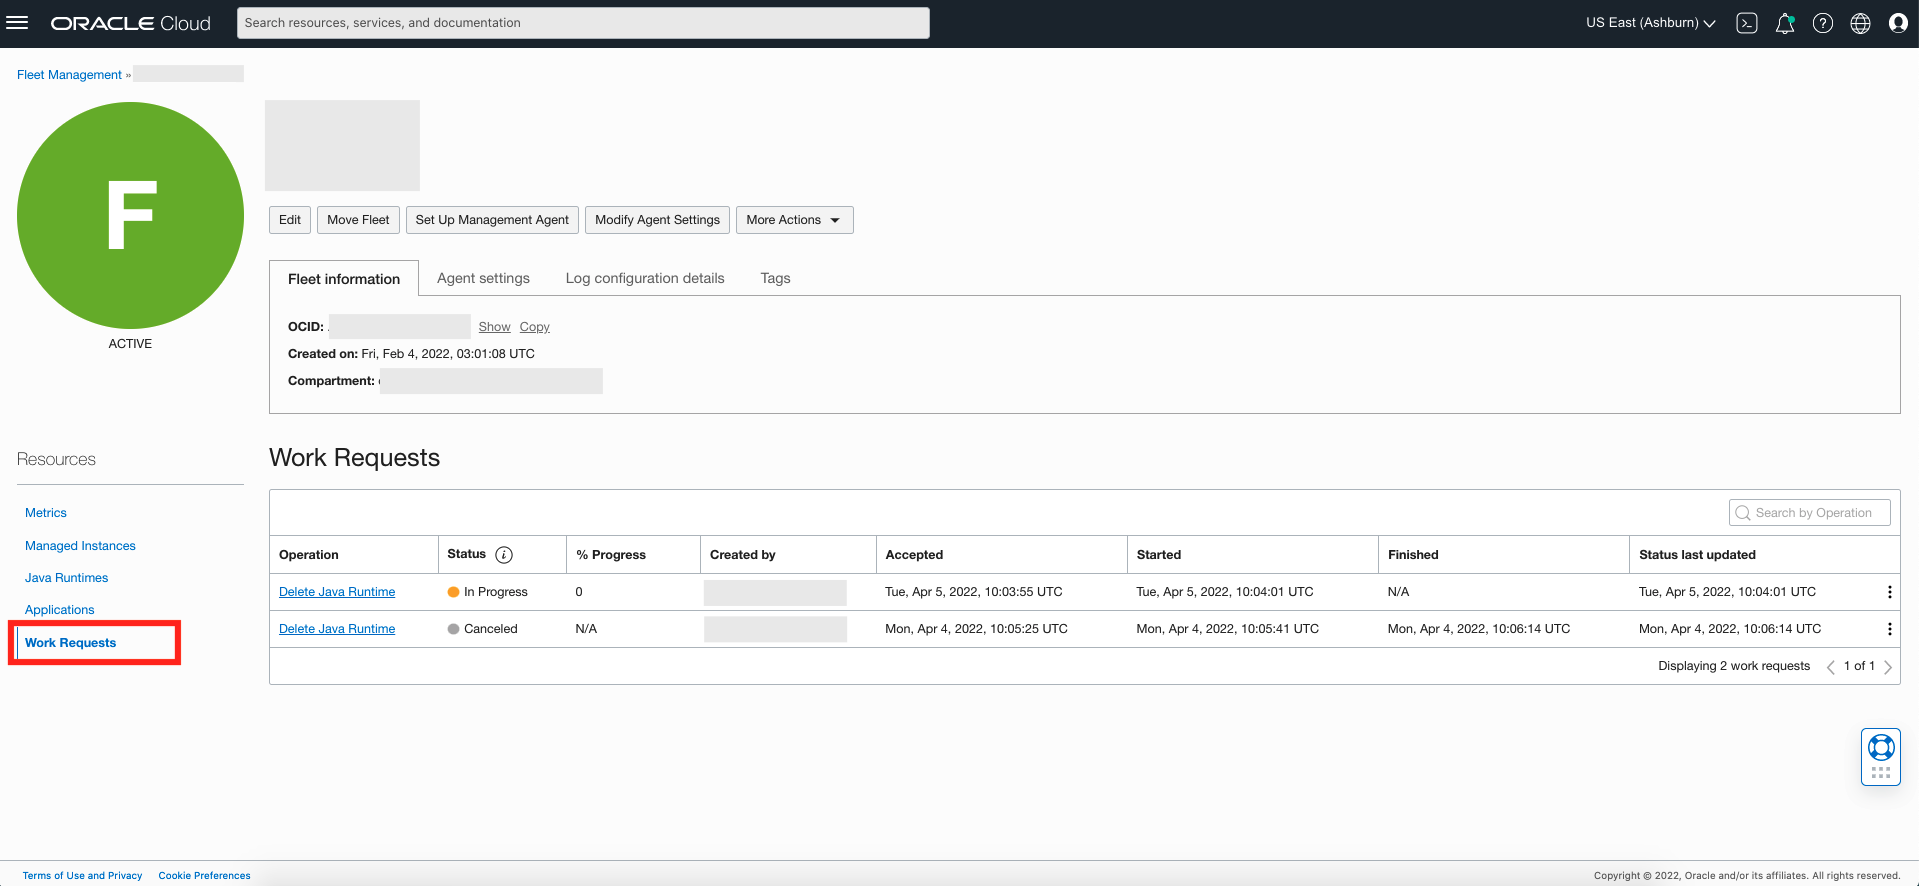 ORACLE Cloud Search resources, services, and documentation US East (Ashburn)
Fleet Management »
F
ACTIVE
Edit Move Fleet Set Up Management Agent Modify Agent Settings More Actions
Fleet information Agent settings Log configuration details Tags
OCID: Show Copy
Created on: Fri, Feb 4, 2022, 03:01:08 UTC
Compartment:
Resources
Metrics
Managed Instances
Java Runtimes
Applications
Work Requests
Work Requests
Search by Operation
Operation Status i % Progress Created by Accepted Started Finished Status last updated
Delete Java Runtime In Progress 0 Tue, Apr 5, 2022, 10:03:55 UTC Tue, Apr 5, 2022, 10:04:01 UTC N/A Tue, Apr 5, 2022, 10:04:01 UTC
Delete Java Runtime Canceled N/A Mon, Apr 4, 2022, 10:05:25 UTC Mon, Apr 4, 2022, 10:05:41 UTC Mon, Apr 4, 2022, 10:06:14 UTC Mon, Apr 4, 2022, 10:06:14 UTC
Displaying 2 work requests 1 of 1
Terms of Use and Privacy Cookie Preferences Copyright © 2022, Oracle and/or its affiliates. All rights reserved.